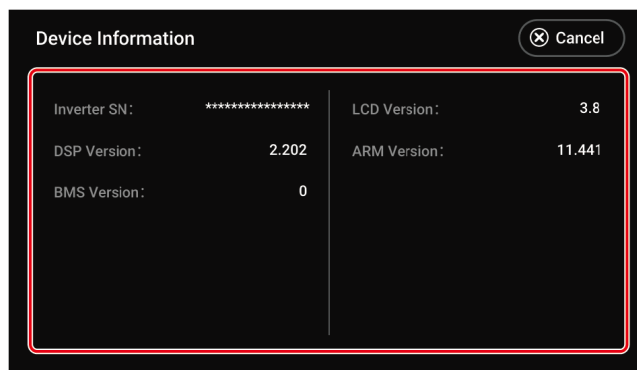 Device Information
Cancel
Inverter SN: ****************
DSP Version: 2.202
BMS Version: 0
LCD Version: 3.8
ARM Version: 11.441